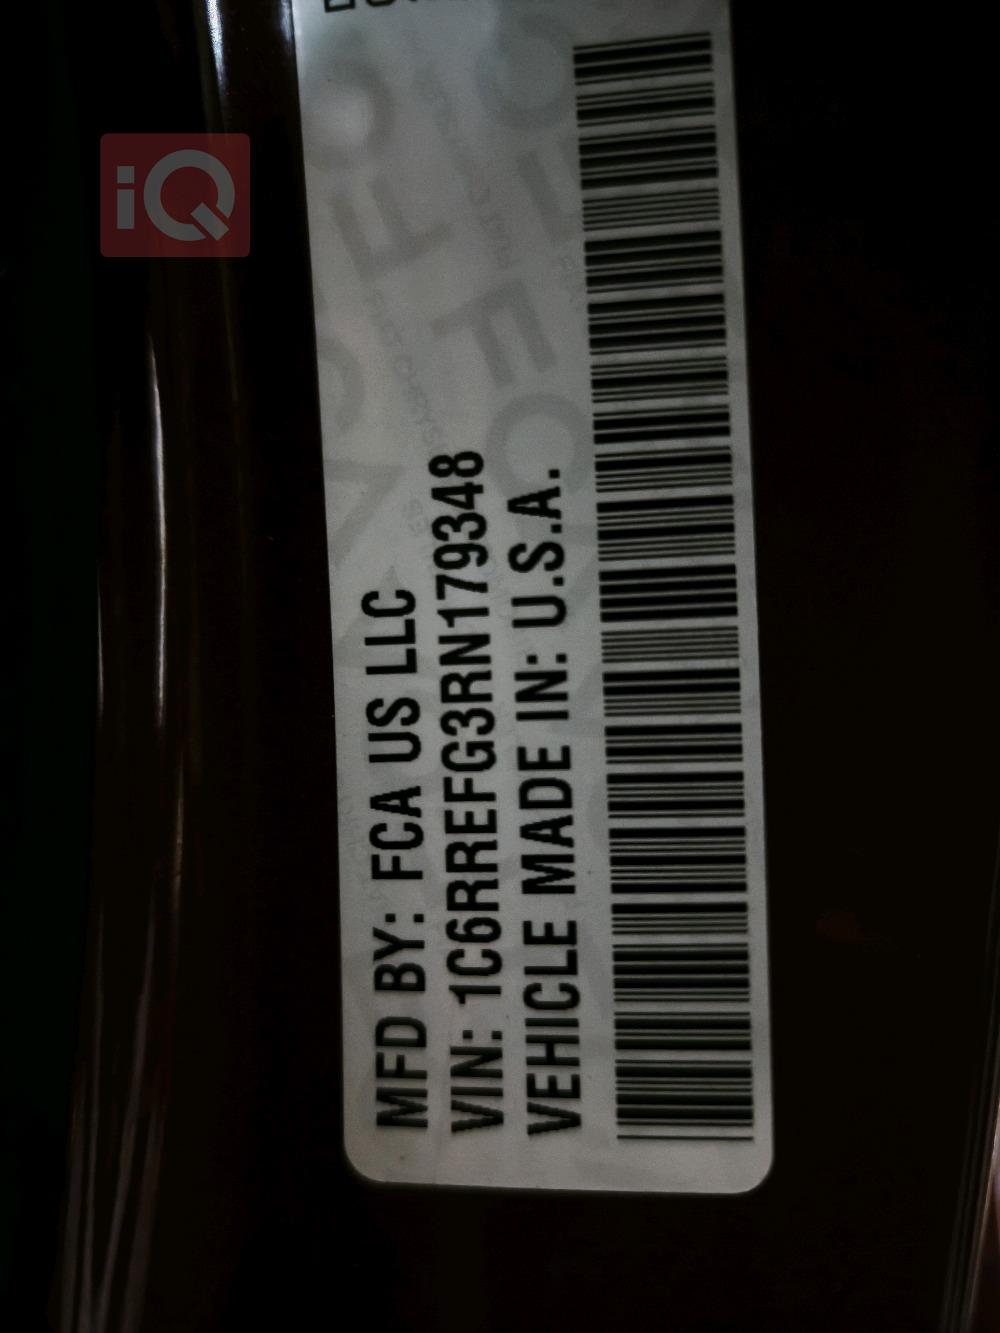 MFD BY: FCA US LLC
VIN: 1C6RREFG3RN179348
VEHICLE MADE IN: U.S.A.
iQ